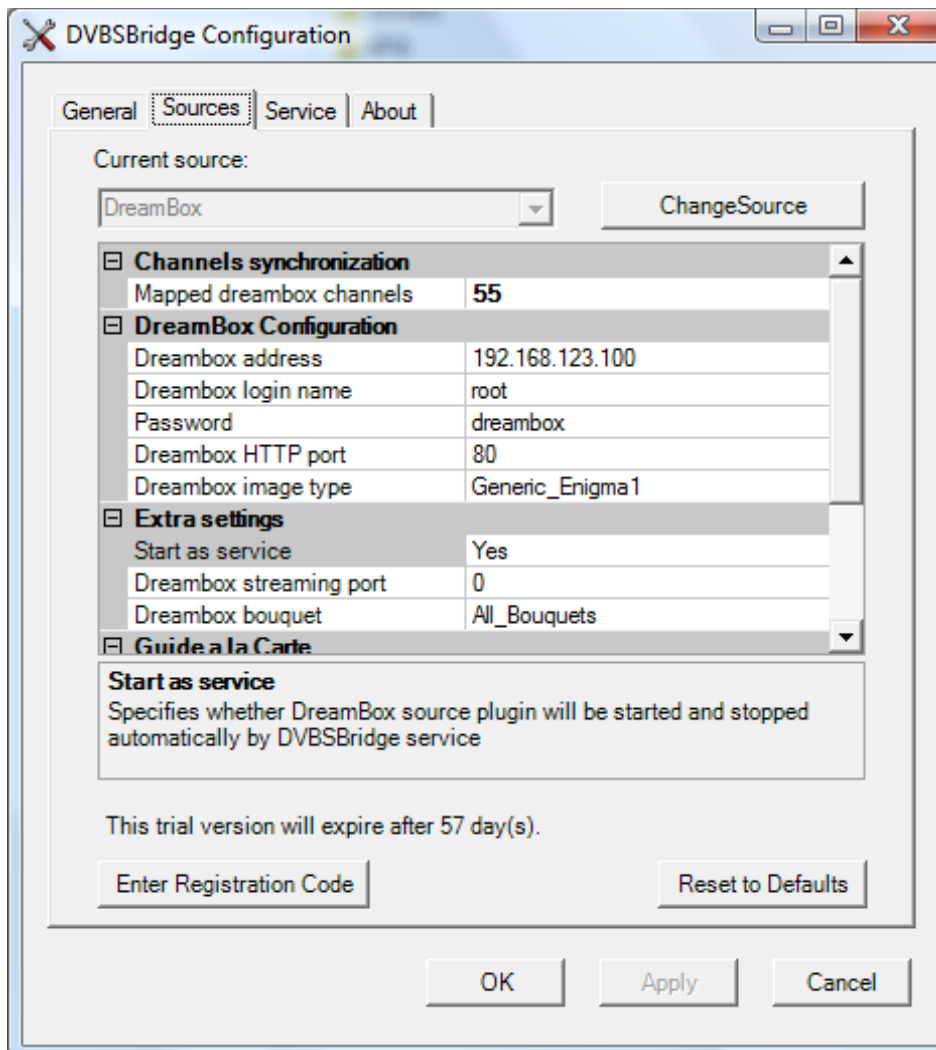 DVBSBridge Configuration
General Sources Service About
Current source:
DreamBox ChangeSource
Channels synchronization
Mapped dreambox channels 55
DreamBox Configuration
Dreambox address 192.168.123.100
Dreambox login name root
Password dreambox
Dreambox HTTP port 80
Dreambox image type Generic_Enigma1
Extra settings
Start as service Yes
Dreambox streaming port 0
Dreambox bouquet All_Bouquets
Guide a la Carte
Start as service
Specifies whether DreamBox source plugin will be started and stopped
automatically by DVBSBridge service
This trial version will expire after 57 day(s).
Enter Registration Code Reset to Defaults
OK Apply Cancel